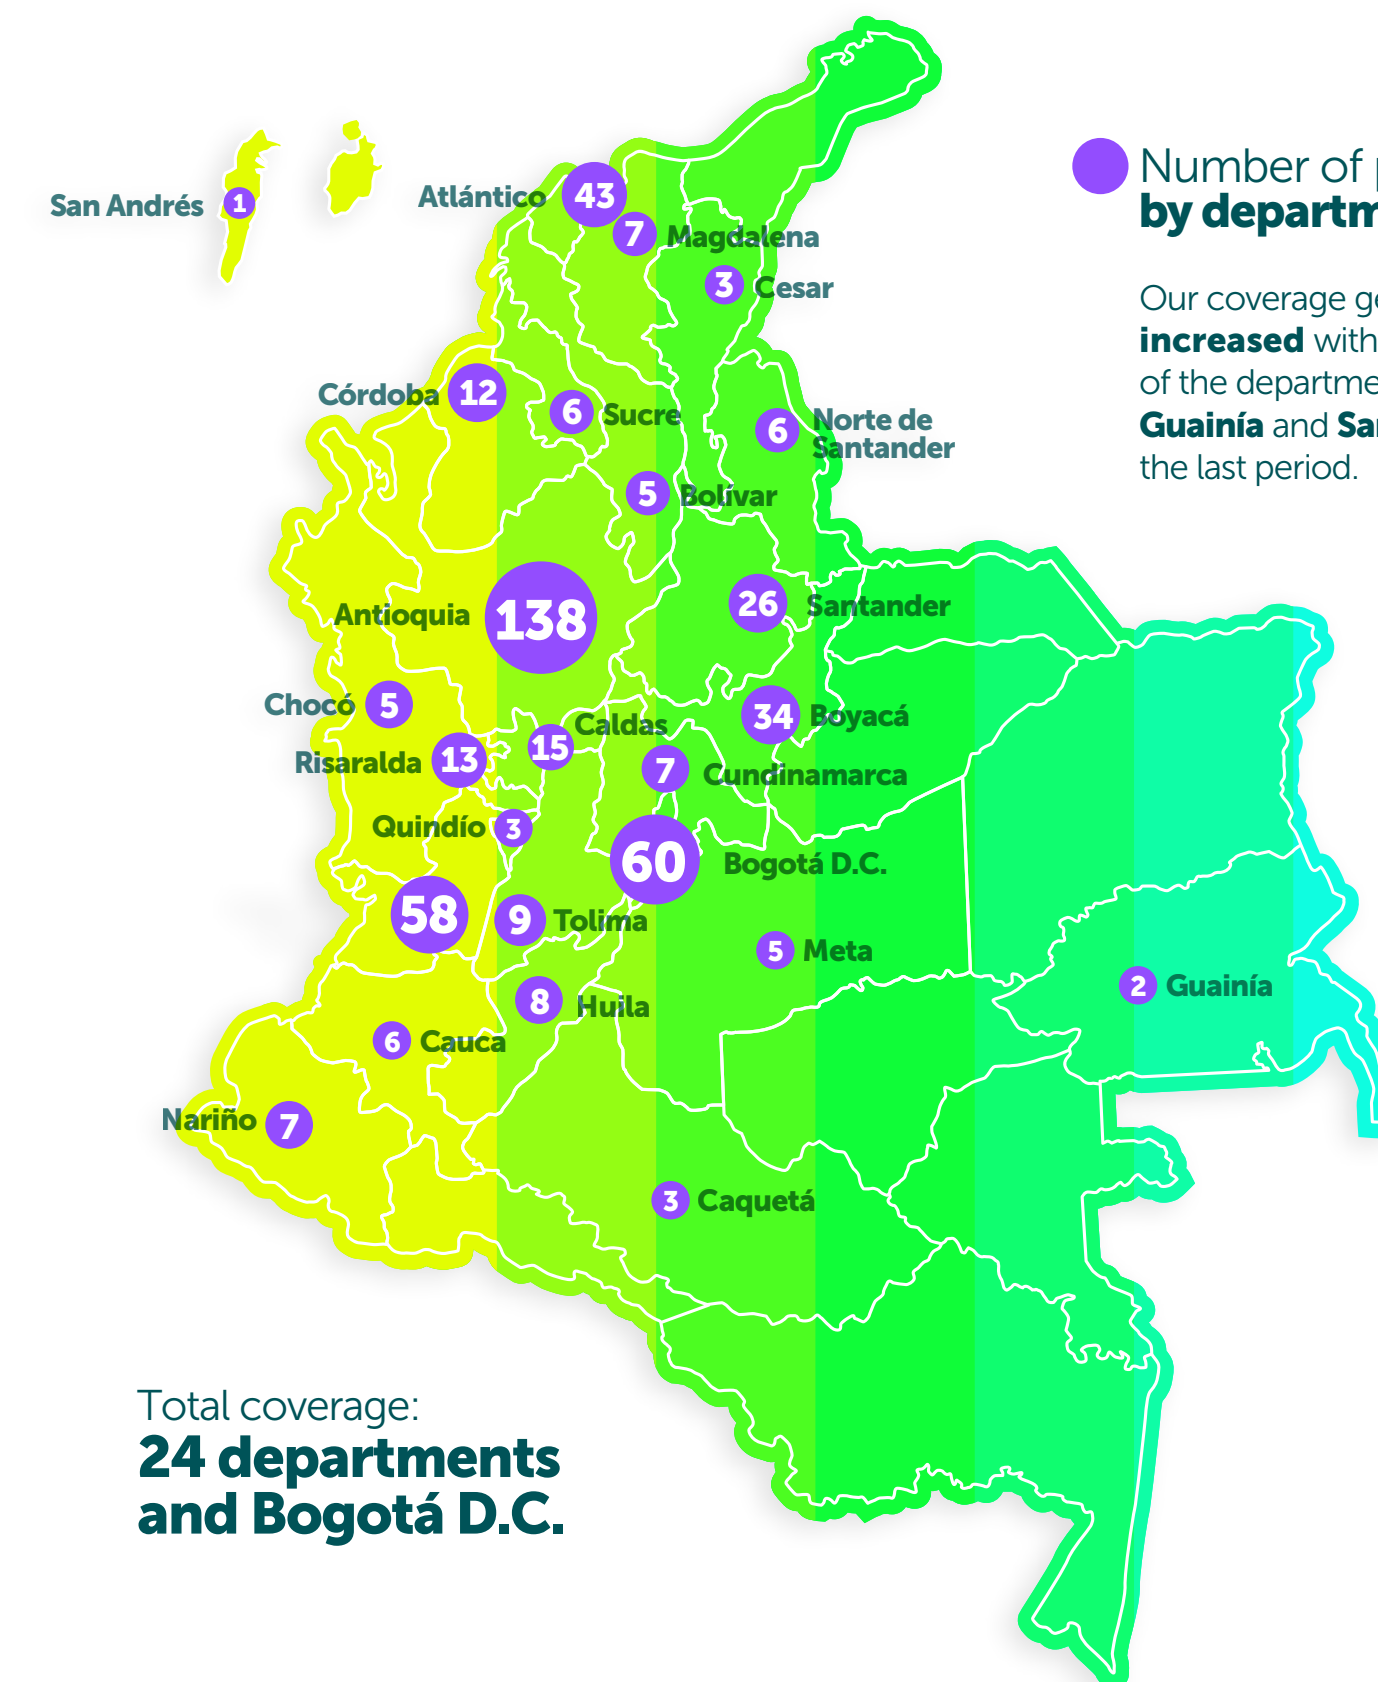 San Andrés
1
Atlántico
43
7
Magdalena
3
Cesar
Number of
by departm
Our coverage ge
increased with
of the departme
Guainía and Sa
the last period.
Córdoba
12
6
Sucre
6
Norte de
Santander
5
Bolívar
Antioquia
138
26
Santander
Chocó
5
34
Boyacá
Caldas
15
Risaralda
13
7
Cundinamarca
Quindío
3
60
Bogotá D.C.
58
9
Tolima
5
Meta
8
Huila
2
Guainía
6
Cauca
Nariño
7
3
Caquetá
Total coverage:
24 departments
and Bogotá D.C.